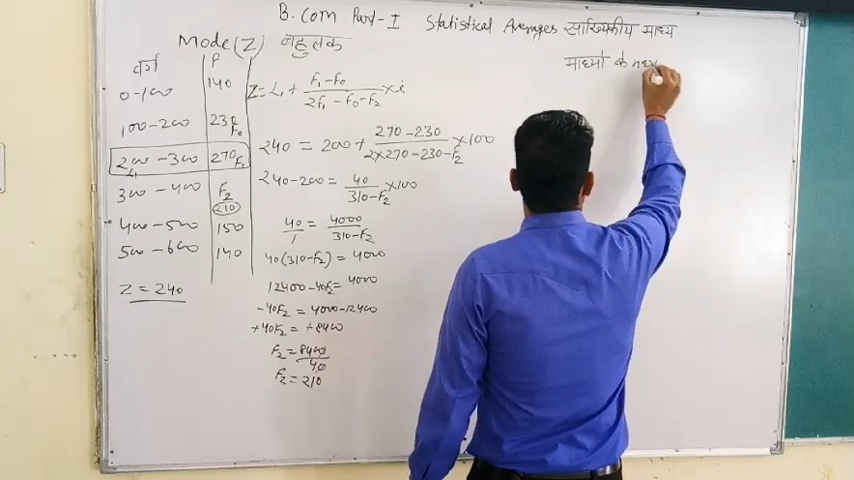 B.Com Part-I Statistical Averages सांख्यिकीय माध्य
माध्यो के मध्य
Mode(Z) बहुलक
वर्ग F
0-100 140
100-200 230 F₀
200-300 270 F₁
L₁
300-400 F₂
210
400-500 150
500-600 140
Z = 240
Z = L₁ + (F₁-F₀)/(2F₁-F₀-F₂) × i
240 = 200 + (270-230)/(2×270-230-F₂) × 100
240-200 = 40/(310-F₂) × 100
40/1 = 4000/(310-F₂)
40(310-F₂) = 4000
12400-40F₂ = 4000
-40F₂ = 4000-12400
+40F₂ = +8400
F₂ = 8400/40
F₂ = 210